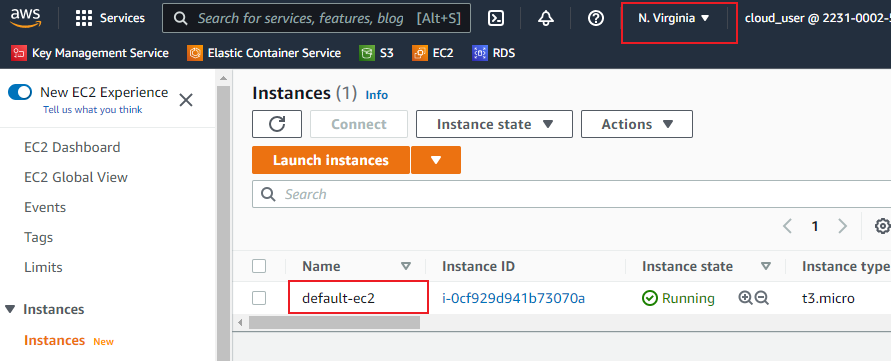 aws Services Search for services, features, blog [Alt+S] N. Virginia cloud_user @ 2231-0002-5
Key Management Service Elastic Container Service S3 EC2 RDS
New EC2 Experience
Tell us what you think
EC2 Dashboard
EC2 Global View
Events
Tags
Limits
Instances
Instances New
Instances (1) Info
Connect Instance state Actions
Launch instances
Search
1
Name Instance ID Instance state Instance type
default-ec2 i-0cf929d941b73070a Running t3.micro